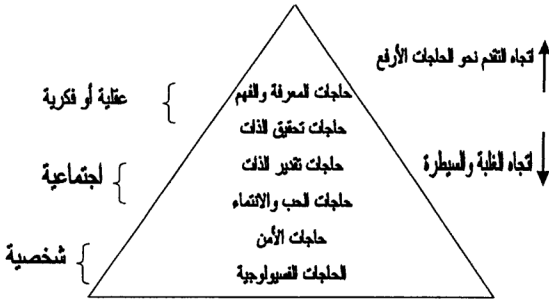 اتجاه التقدم نحو الحاجات الأرفع
حاجات المعرفة والفهم
عقلية أو فكرية
حاجات تحقيق الذات
حاجات تقدير الذات
اتجاه الغلبة والسيطرة
اجتماعية
حاجات الحب والانتماء
حاجات الأمن
شخصية
الحاجات الفسيولوجية